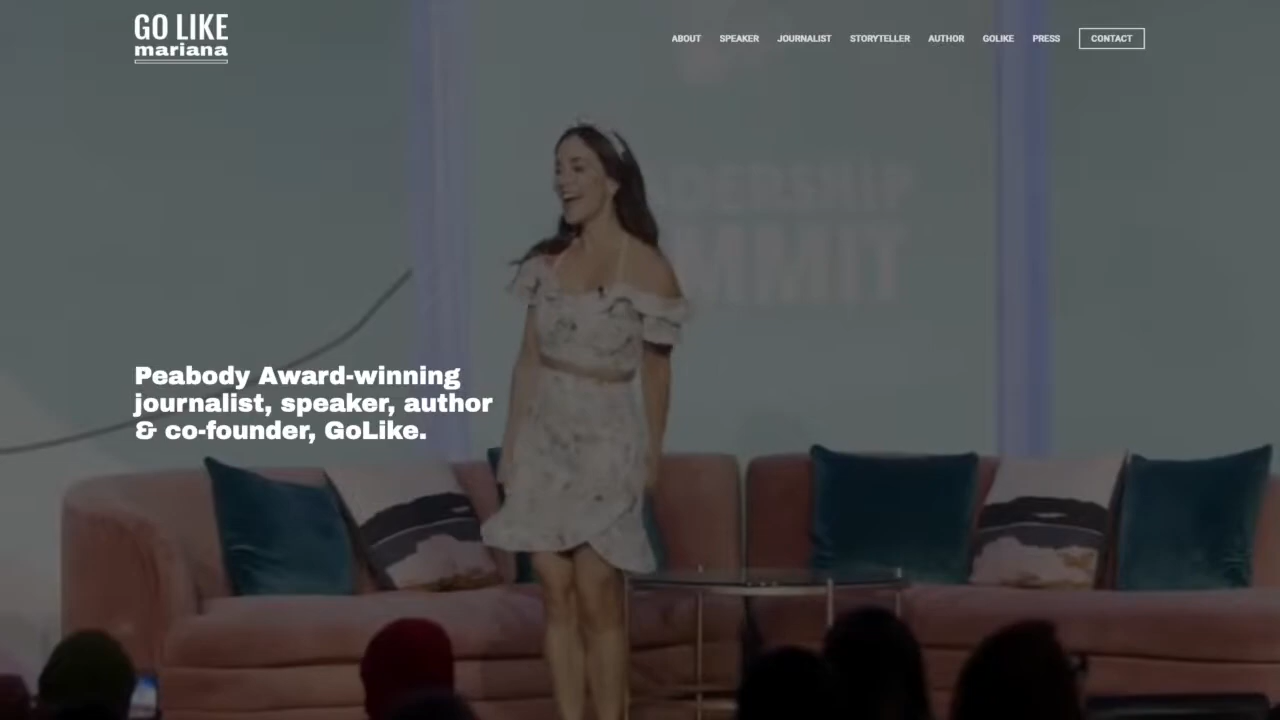 GO LIKE
mariana
ABOUT SPEAKER JOURNALIST STORYTELLER AUTHOR GOLIKE PRESS CONTACT
MMIT
Peabody Award-winning
journalist, speaker, author
& co-founder, GoLike.